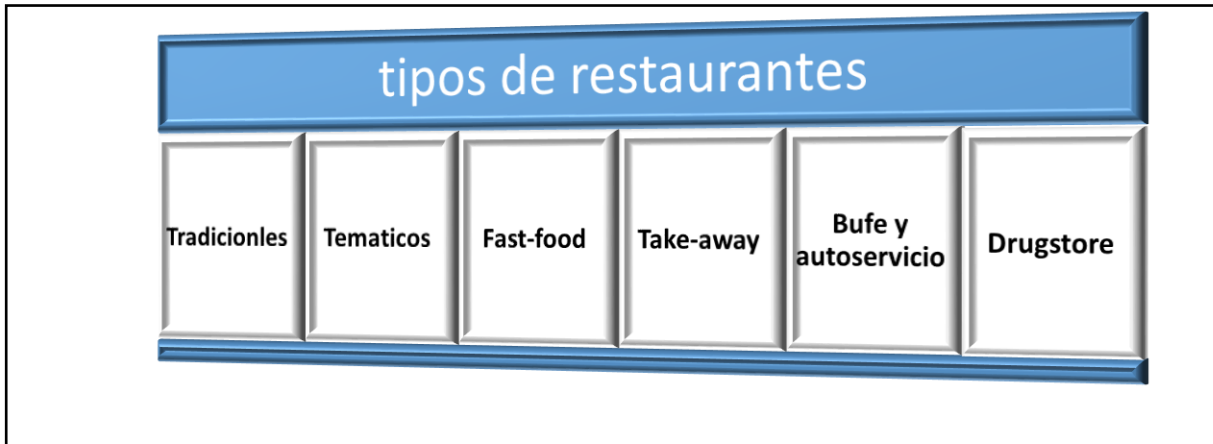 tipos de restaurantes
Tradicionles
Tematicos
Fast-food
Take-away
Bufe y
autoservicio
Drugstore